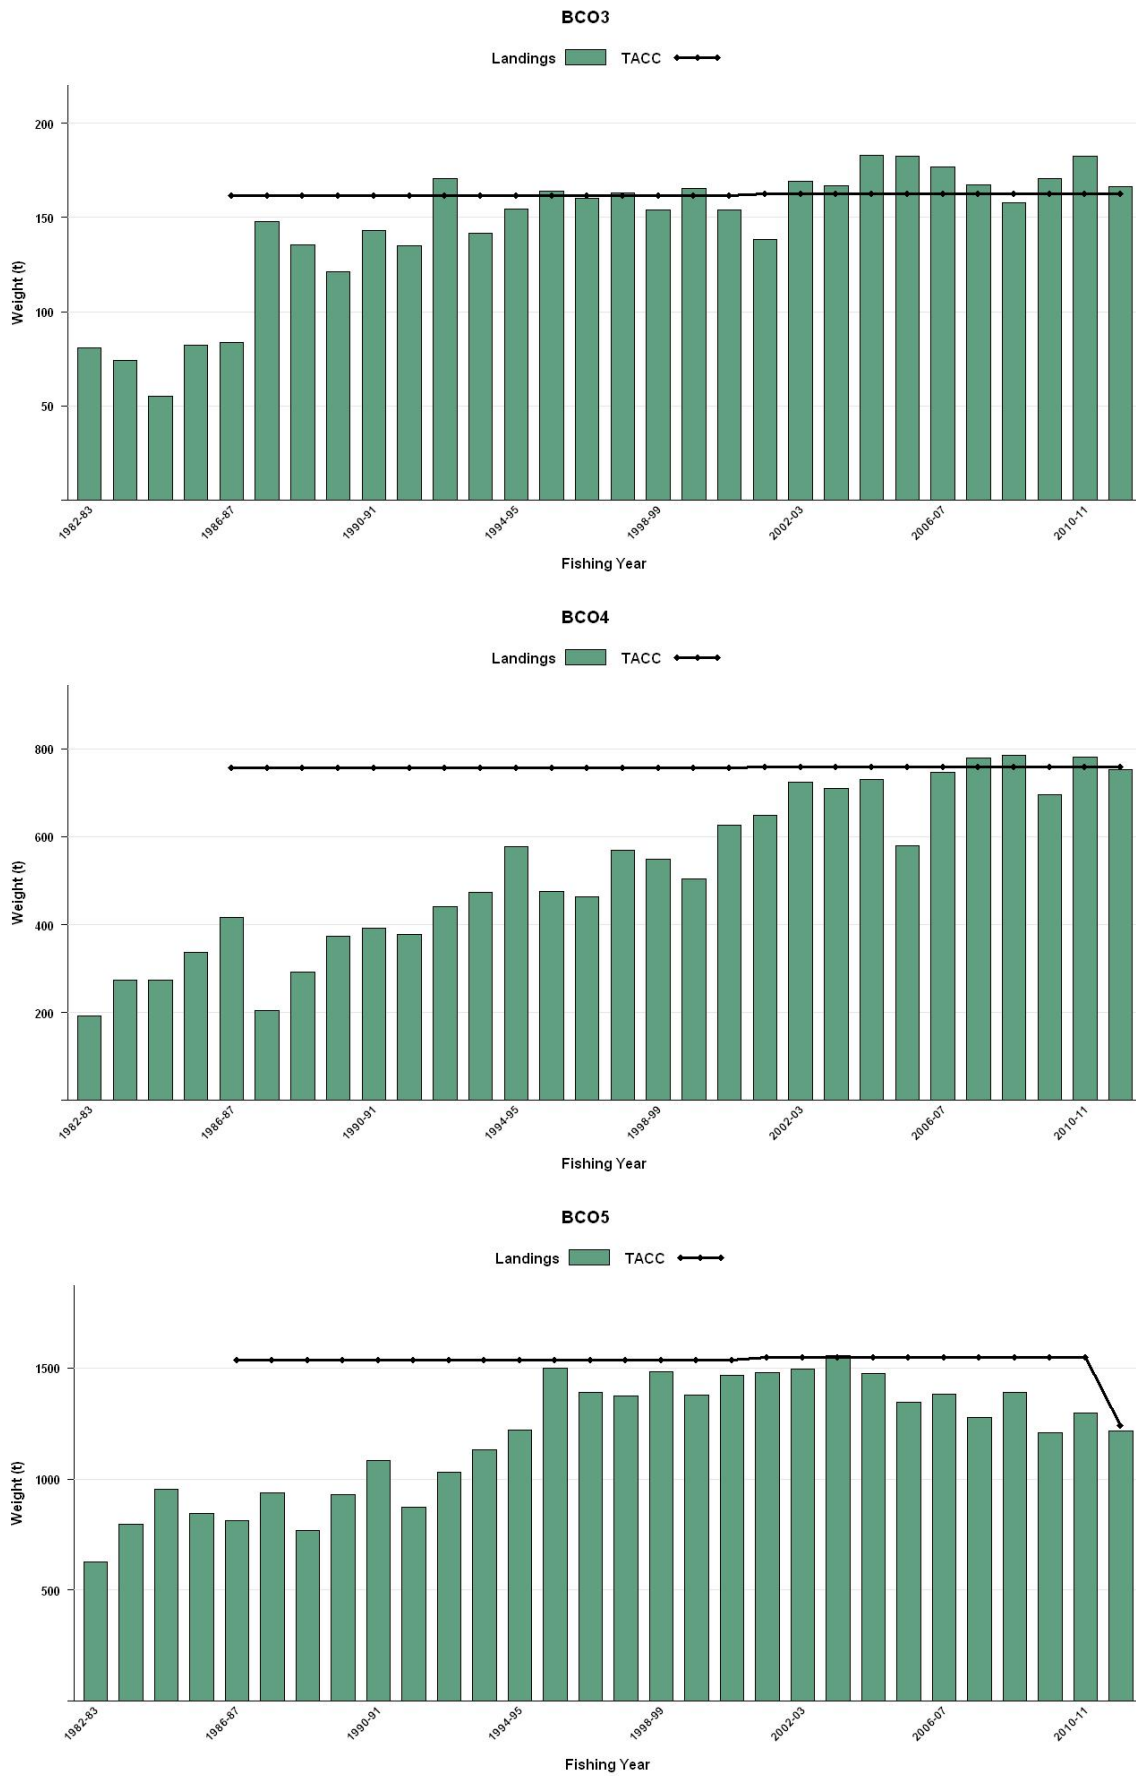 BCO3
Landings TACC
200
150
100
50
Weight (t)
1982-83 1986-87 1990-91 1994-95 1998-99 2002-03 2006-07 2010-11
Fishing Year
BCO4
Landings TACC
800
600
400
200
Weight (t)
1982-83 1986-87 1990-91 1994-95 1998-99 2002-03 2006-07 2010-11
Fishing Year
BCO5
Landings TACC
1500
1000
500
Weight (t)
1982-83 1986-87 1990-91 1994-95 1998-99 2002-03 2006-07 2010-11
Fishing Year